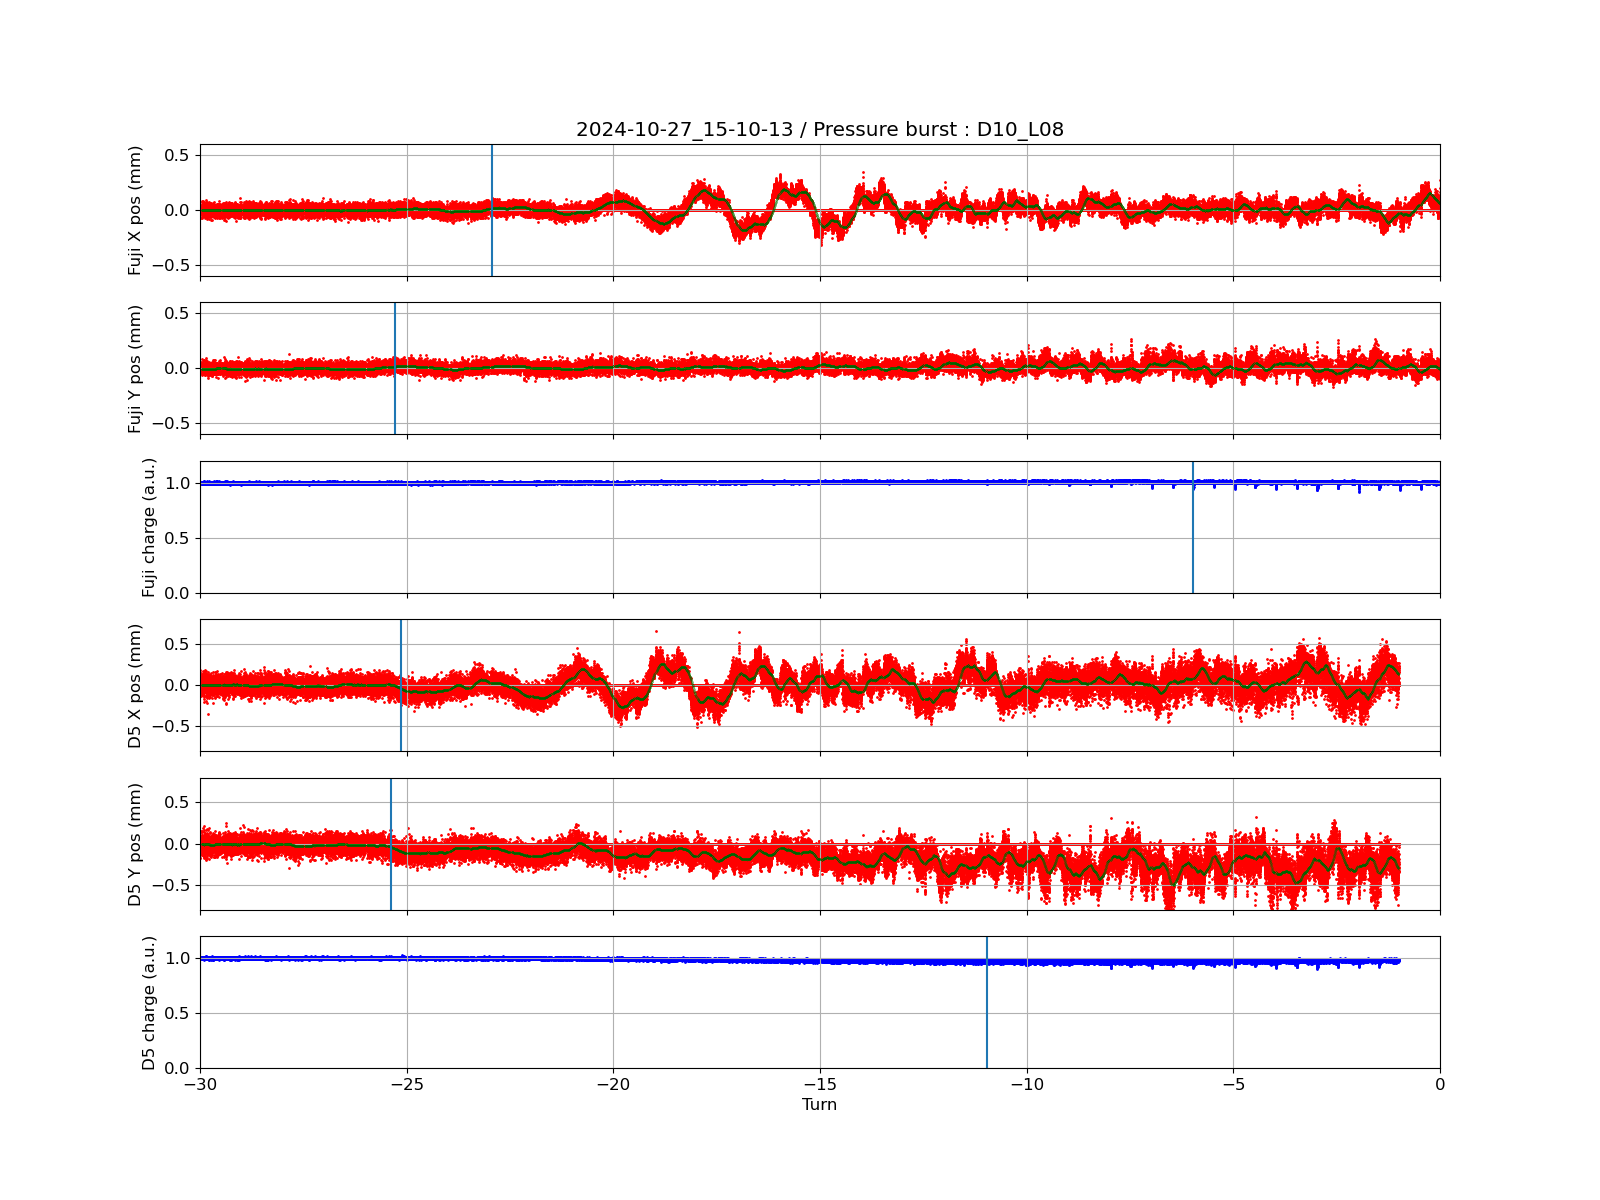 2024-10-27_15-10-13 / Pressure burst : D10_L08
Fuji X pos (mm)
0.5
0.0
−0.5
Fuji Y pos (mm)
0.5
0.0
−0.5
Fuji charge (a.u.)
1.0
0.5
0.0
D5 X pos (mm)
0.5
0.0
−0.5
D5 Y pos (mm)
0.5
0.0
−0.5
D5 charge (a.u.)
1.0
0.5
0.0
−30 −25 −20 −15 −10 −5 0
Turn